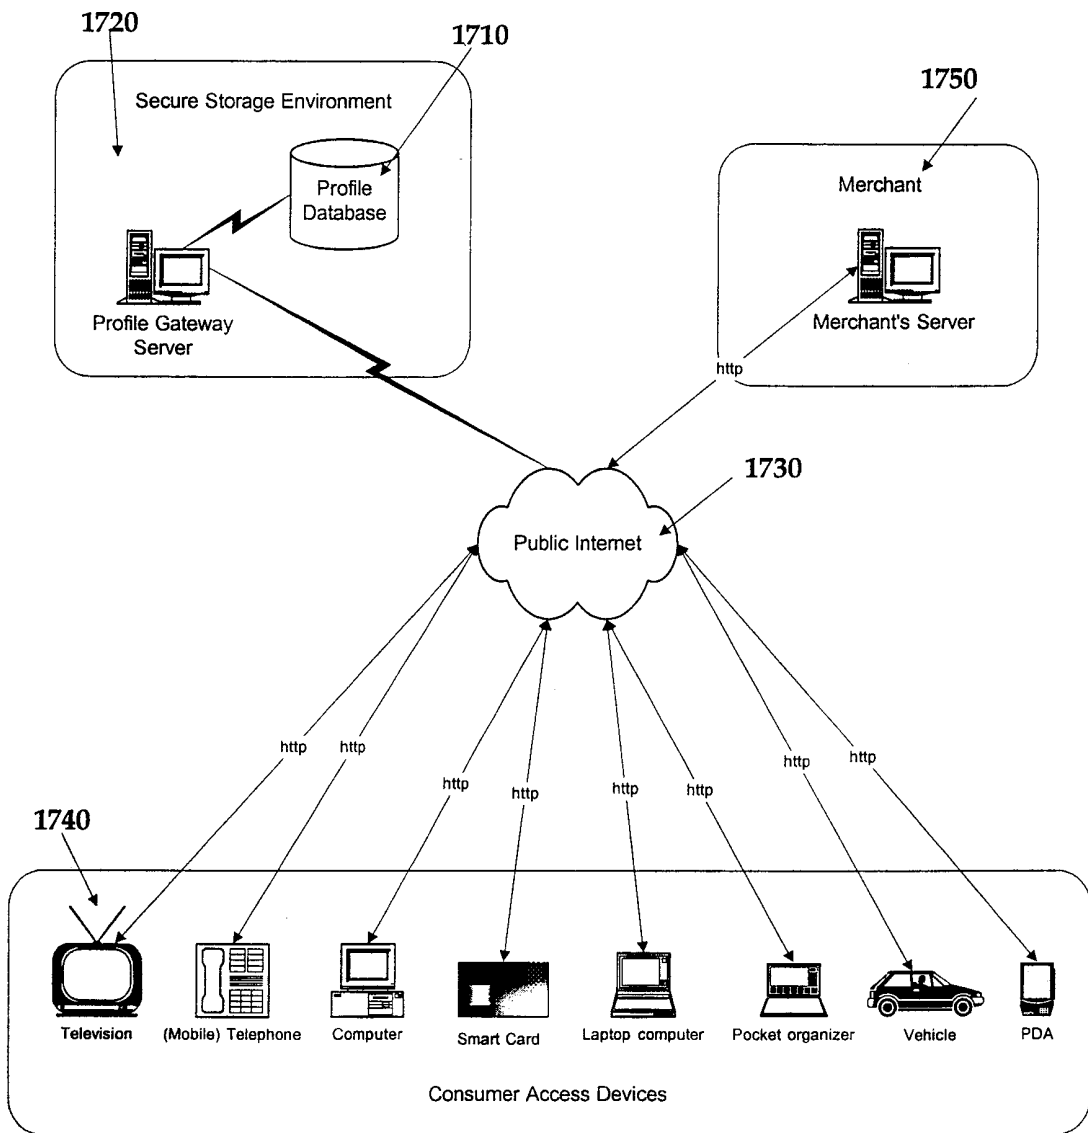 1720
1710
1750
Secure Storage Environment
Profile
Database
Profile Gateway
Server
Merchant
Merchant's Server
http
1730
Public Internet
http
http
http
http
http
http
http
http
1740
Television
(Mobile) Telephone
Computer
Smart Card
Laptop computer
Pocket organizer
Vehicle
PDA
Consumer Access Devices